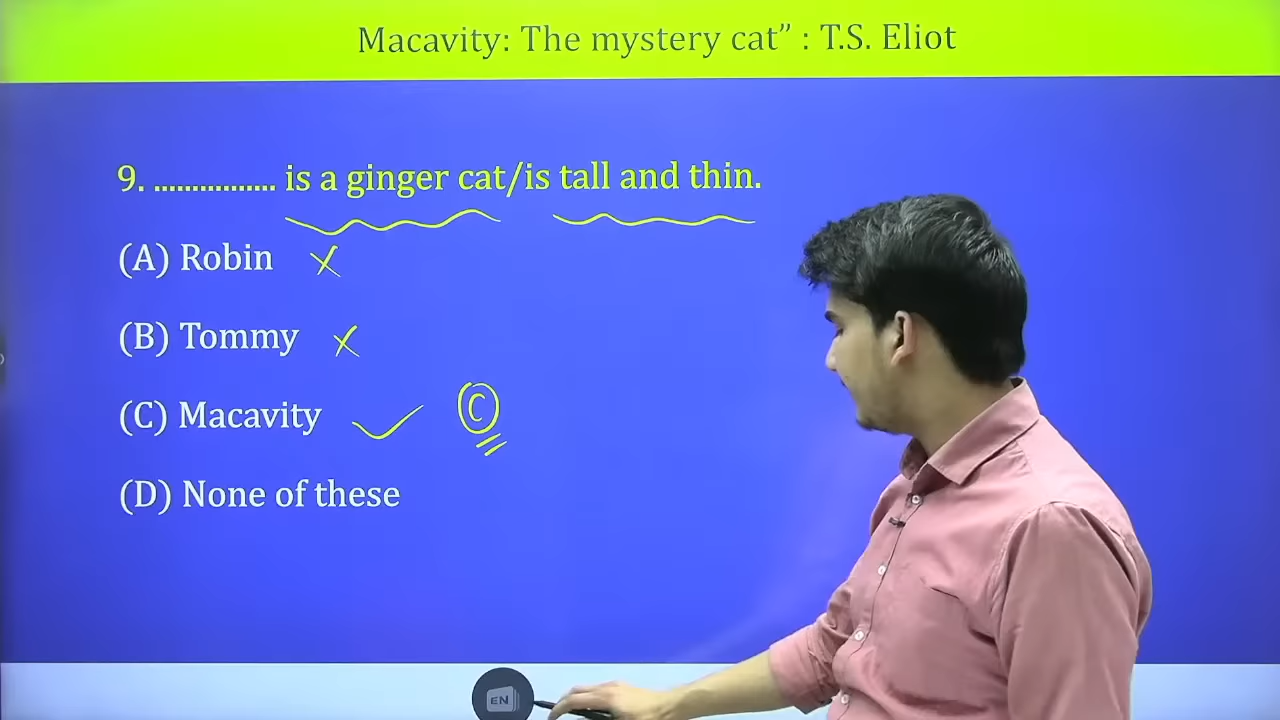 Macavity: The mystery cat” : T.S. Eliot
9. ................ is a ginger cat/is tall and thin.
(A) Robin ×
(B) Tommy ×
(C) Macavity ✓ C
(D) None of these
EN